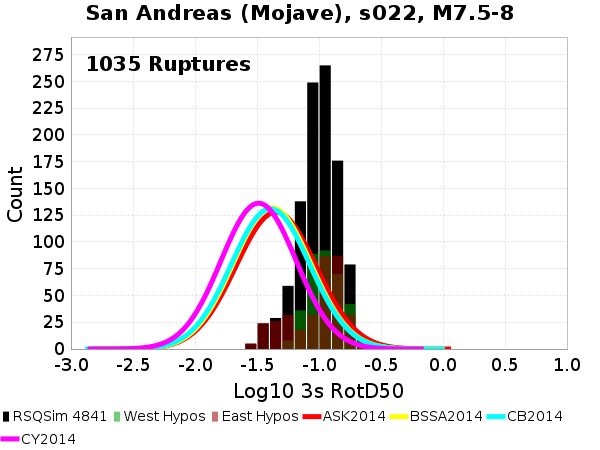 San Andreas (Mojave), s022, M7.5-8
1035 Ruptures
Count
275
250
225
200
175
150
125
100
75
50
25
0
-3.0 -2.5 -2.0 -1.5 -1.0 -0.5 0.0 0.5 1.0
Log10 3s RotD50
RSQSim 4841 West Hypos East Hypos ASK2014 BSSA2014 CB2014
CY2014